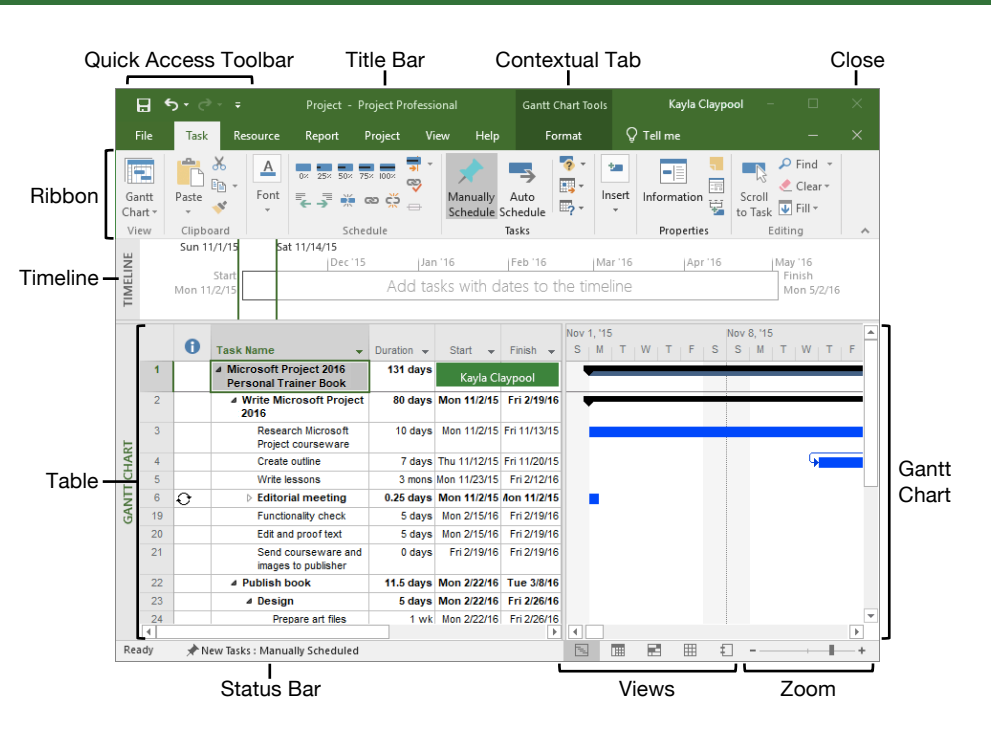 Quick Access Toolbar
Title Bar
Contextual Tab
Close
Project - Project Professional
Gantt Chart Tools
Kayla Claypool
File
Task
Resource
Report
Project
View
Help
Format
Tell me
Ribbon
Gantt
Chart
View
Paste
Clipboard
A
Font
0×
25×
50×
75×
100×
Schedule
Manually
Schedule
Auto
Schedule
Tasks
Insert
Information
Properties
Scroll
to Task
Find
Clear
Fill
Editing
Timeline
TIMELINE
Sun 11/1/15
Sat 11/14/15
Dec '15
Jan '16
Feb '16
Mar '16
Apr '16
May '16
Start
Mon 11/2/15
Add tasks with dates to the timeline
Finish
Mon 5/2/16
Table
GANTT CHART
Task Name
Duration
Start
Finish
Nov 1, '15
Nov 8, '15
S M T W T F S S M T W T F
1 Microsoft Project 2016 131 days Kayla Claypool
Personal Trainer Book
2 Write Microsoft Project 80 days Mon 11/2/15 Fri 2/19/16
2016
3 Research Microsoft 10 days Mon 11/2/15 Fri 11/13/15
Project courseware
4 Create outline 7 days Thu 11/12/15 Fri 11/20/15
5 Write lessons 3 mons Mon 11/23/15 Fri 2/12/16
6 Editorial meeting 0.25 days Mon 11/2/15 Mon 11/2/15
19 Functionality check 5 days Mon 2/15/16 Fri 2/19/16
20 Edit and proof text 5 days Mon 2/15/16 Fri 2/19/16
21 Send courseware and 0 days Fri 2/19/16 Fri 2/19/16
images to publisher
22 Publish book 11.5 days Mon 2/22/16 Tue 3/8/16
23 Design 5 days Mon 2/22/16 Fri 2/26/16
24 Prepare art files 1 wk Mon 2/22/16 Fri 2/26/16
Gantt
Chart
Ready
New Tasks : Manually Scheduled
Status Bar
Views
Zoom